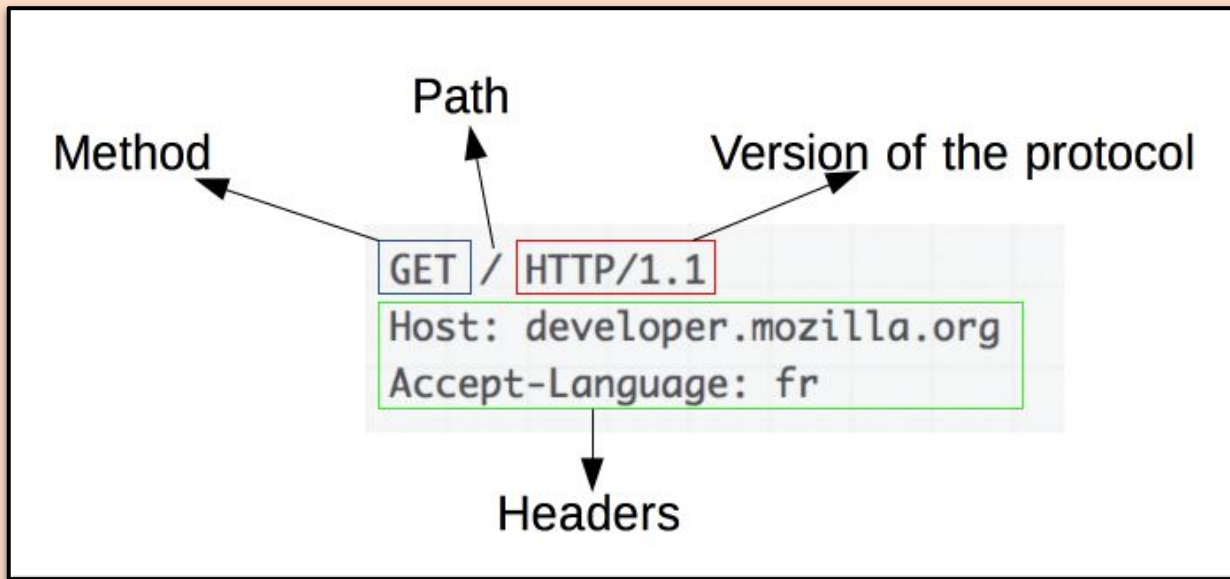 Path
Method
Version of the protocol
GET / HTTP/1.1
Host: developer.mozilla.org
Accept-Language: fr
Headers